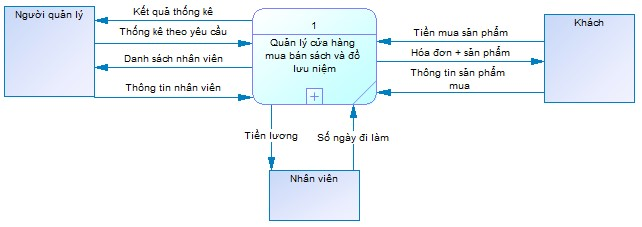 Người quản lý
Kết quả thống kê
Thống kê theo yêu cầu
Danh sách nhân viên
Thông tin nhân viên
1
Quản lý cửa hàng
mua bán sách và đồ
lưu niệm
Tiền mua sản phẩm
Hóa đơn + sản phẩm
Thông tin sản phẩm
mua
Khách
Tiền lương
Số ngày đi làm
Nhân viên